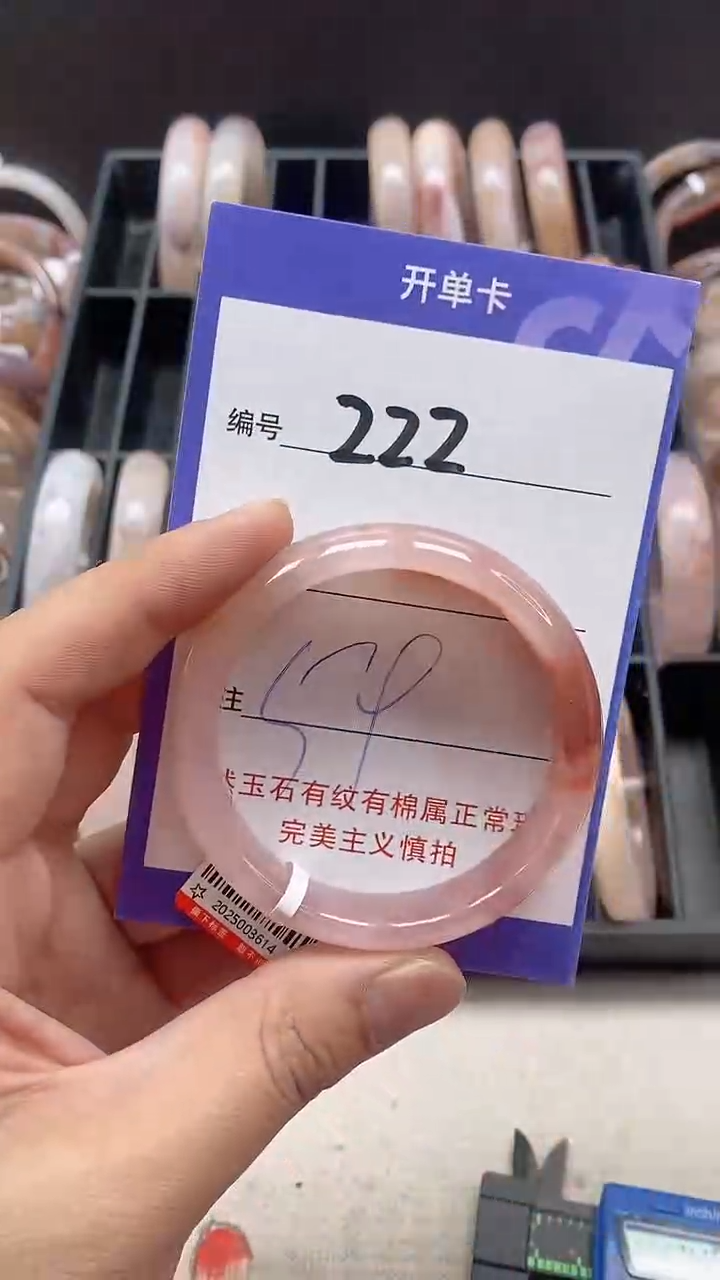 开单卡
编号 222
主
玉石有纹有棉属正常
完美主义慎拍
2025003614